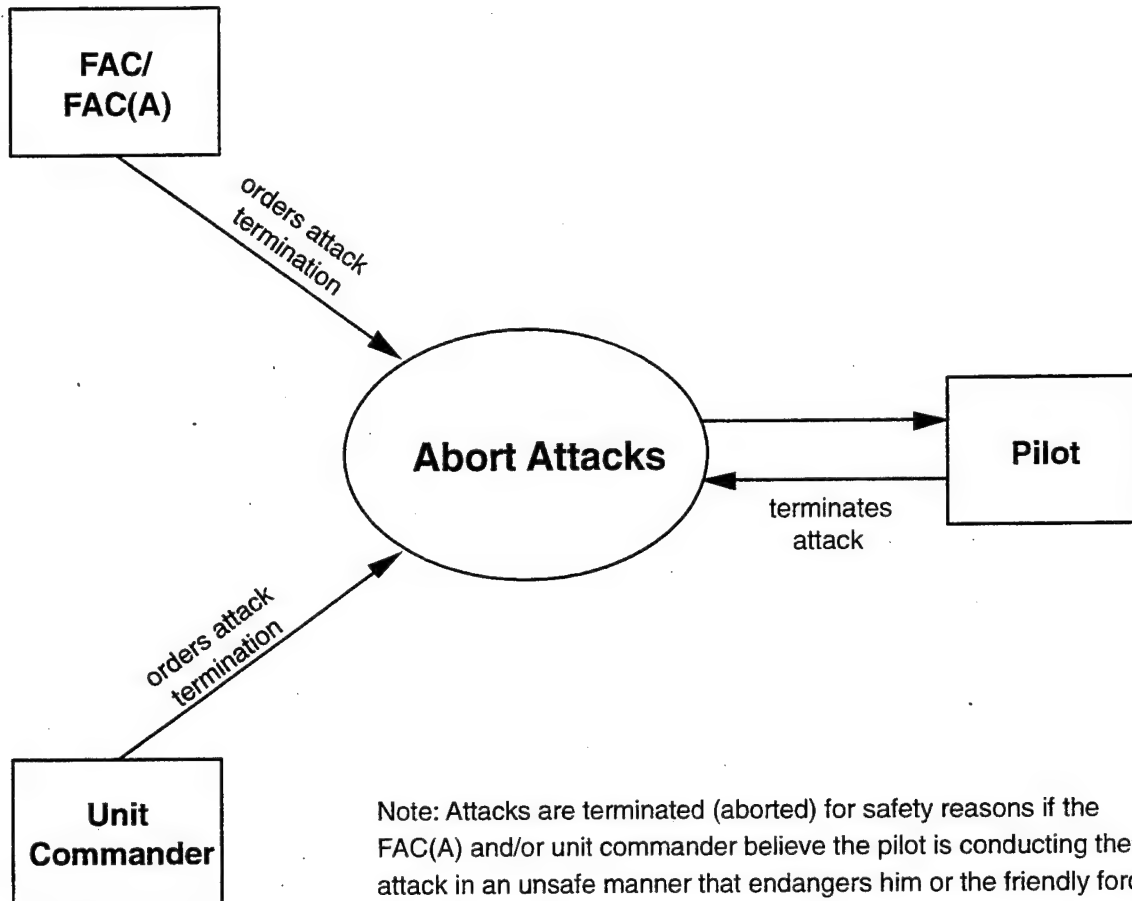 FAC/
FAC(A)
orders attack
termination
Abort Attacks
Pilot
terminates
attack
orders attack
termination
Unit
Commander
Note: Attacks are terminated (aborted) for safety reasons if the
FAC(A) and/or unit commander believe the pilot is conducting the
attack in an unsafe manner that endangers him or the friendly